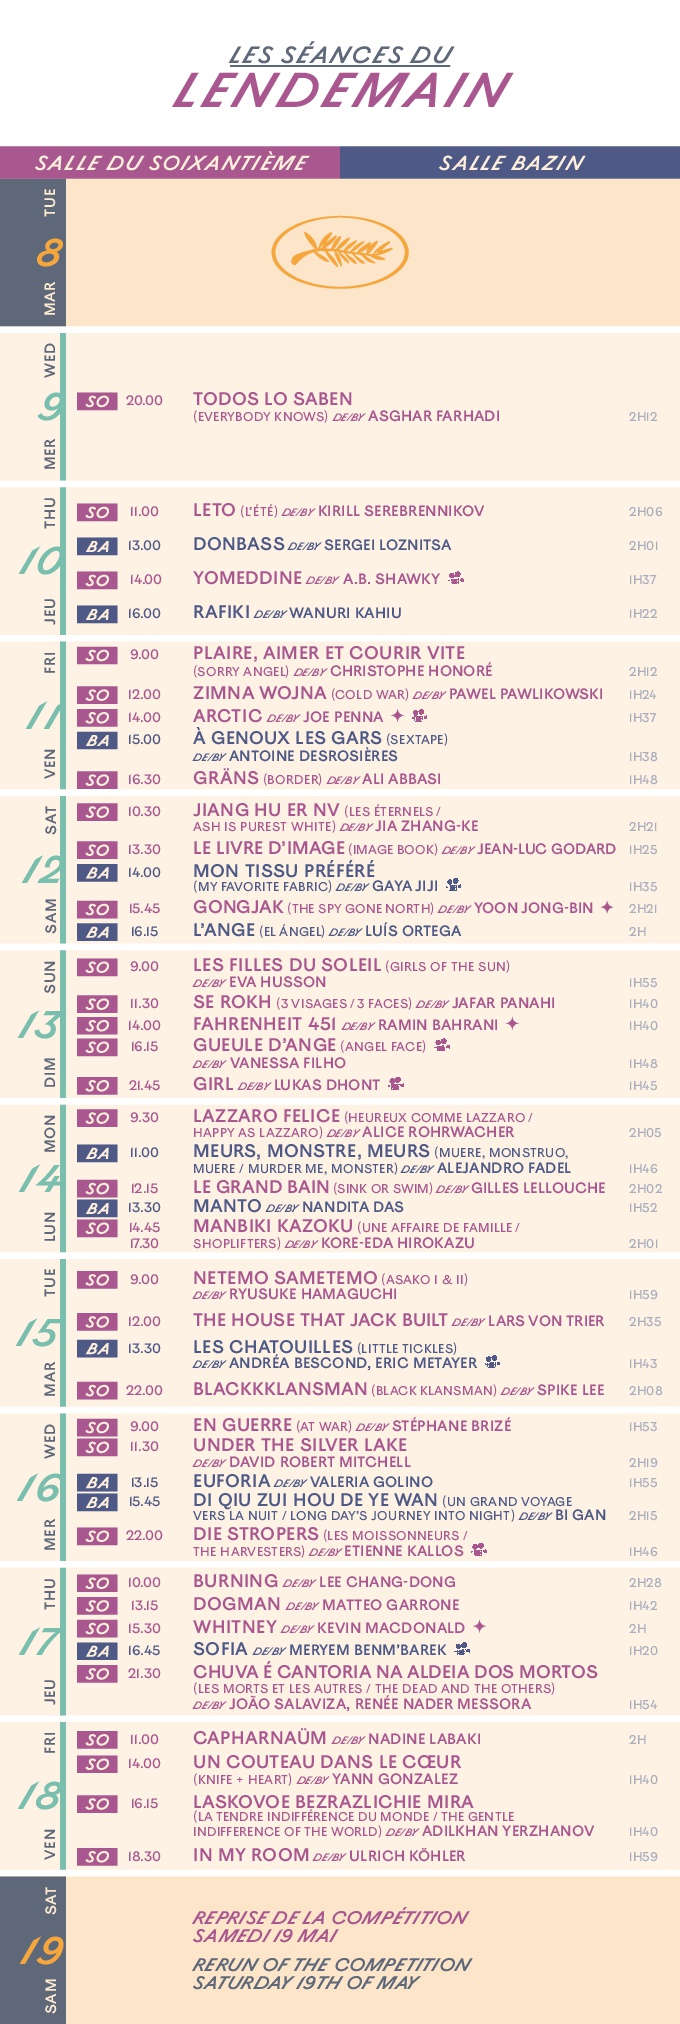 LES SÉANCES DU
LENDEMAIN
SALLE DU SOIXANTIÈME
SALLE BAZIN
TUE
8
MAR
WED
9
MER
SO 20.00 TODOS LO SABEN
(EVERYBODY KNOWS) DE/BY ASGHAR FARHADI 2H12
THU
10
JEU
SO 11.00 LETO (L'ÉTÉ) DE/BY KIRILL SEREBRENNIKOV 2H06
BA 13.00 DONBASS DE/BY SERGEI LOZNITSA 2H01
SO 14.00 YOMEDDINE DE/BY A.B. SHAWKY 1H37
BA 16.00 RAFIKI DE/BY WANURI KAHIU 1H22
FRI
11
VEN
SO 9.00 PLAIRE, AIMER ET COURIR VITE
(SORRY ANGEL) DE/BY CHRISTOPHE HONORÉ 2H12
SO 12.00 ZIMNA WOJNA (COLD WAR) DE/BY PAWEL PAWLIKOWSKI 1H24
SO 14.00 ARCTIC DE/BY JOE PENNA ✦ 1H37
BA 15.00 À GENOUX LES GARS (SEXTAPE)
DE/BY ANTOINE DESROSIÈRES 1H38
SO 16.30 GRÄNS (BORDER) DE/BY ALI ABBASI 1H48
SAT
12
SAM
SO 10.30 JIANG HU ER NV (LES ÉTERNELS /
ASH IS PUREST WHITE) DE/BY JIA ZHANG-KE 2H21
SO 13.30 LE LIVRE D'IMAGE (IMAGE BOOK) DE/BY JEAN-LUC GODARD 1H25
BA 14.00 MON TISSU PRÉFÉRÉ
(MY FAVORITE FABRIC) DE/BY GAYA JIJI 1H35
SO 15.45 GONGJAK (THE SPY GONE NORTH) DE/BY YOON JONG-BIN ✦ 2H21
BA 16.15 L'ANGE (EL ÁNGEL) DE/BY LUÍS ORTEGA 2H
SUN
13
DIM
SO 9.00 LES FILLES DU SOLEIL (GIRLS OF THE SUN)
DE/BY EVA HUSSON 1H55
SO 11.30 SE ROKH (3 VISAGES / 3 FACES) DE/BY JAFAR PANAHI 1H40
SO 14.00 FAHRENHEIT 451 DE/BY RAMIN BAHRANI ✦ 1H40
SO 16.15 GUEULE D'ANGE (ANGEL FACE)
DE/BY VANESSA FILHO 1H48
SO 21.45 GIRL DE/BY LUKAS DHONT 1H45
MON
14
LUN
SO 9.30 LAZZARO FELICE (HEUREUX COMME LAZZARO /
HAPPY AS LAZZARO) DE/BY ALICE ROHRWACHER 2H05
BA 11.00 MEURS, MONSTRE, MEURS (MUERE, MONSTRUO,
MUERE / MURDER ME, MONSTER) DE/BY ALEJANDRO FADEL 1H46
SO 12.15 LE GRAND BAIN (SINK OR SWIM) DE/BY GILLES LELLOUCHE 2H02
BA 13.30 MANTO DE/BY NANDITA DAS 1H52
SO 14.45 MANBIKI KAZOKU (UNE AFFAIRE DE FAMILLE /
17.30 SHOPLIFTERS) DE/BY KORE-EDA HIROKAZU 2H01
TUE
15
MAR
SO 9.00 NETEMO SAMETEMO (ASAKO I & II)
DE/BY RYUSUKE HAMAGUCHI 1H59
SO 12.00 THE HOUSE THAT JACK BUILT DE/BY LARS VON TRIER 2H35
BA 13.30 LES CHATOUILLES (LITTLE TICKLES)
DE/BY ANDRÉA BESCOND, ERIC METAYER 1H43
SO 22.00 BLACKKKLANSMAN (BLACK KLANSMAN) DE/BY SPIKE LEE 2H08
WED
16
MER
SO 9.00 EN GUERRE (AT WAR) DE/BY STÉPHANE BRIZÉ 1H53
SO 11.30 UNDER THE SILVER LAKE
DE/BY DAVID ROBERT MITCHELL 2H19
BA 13.15 EUFORIA DE/BY VALERIA GOLINO 1H55
BA 15.45 DI QIU ZUI HOU DE YE WAN (UN GRAND VOYAGE
VERS LA NUIT / LONG DAY'S JOURNEY INTO NIGHT) DE/BY BI GAN 2H15
SO 22.00 DIE STROPERS (LES MOISSONNEURS /
THE HARVESTERS) DE/BY ETIENNE KALLOS 1H46
THU
17
JEU
SO 10.00 BURNING DE/BY LEE CHANG-DONG 2H28
SO 13.15 DOGMAN DE/BY MATTEO GARRONE 1H42
SO 15.30 WHITNEY DE/BY KEVIN MACDONALD ✦ 2H
BA 16.45 SOFIA DE/BY MERYEM BENM'BAREK 1H20
SO 21.30 CHUVA É CANTORIA NA ALDEIA DOS MORTOS
(LES MORTS ET LES AUTRES / THE DEAD AND THE OTHERS)
DE/BY JOÃO SALAVIZA, RENÉE NADER MESSORA 1H54
FRI
18
VEN
SO 11.00 CAPHARNAÜM DE/BY NADINE LABAKI 2H
SO 14.00 UN COUTEAU DANS LE CŒUR
(KNIFE + HEART) DE/BY YANN GONZALEZ 1H40
SO 16.15 LASKOVOE BEZRAZLICHIE MIRA
(LA TENDRE INDIFFÉRENCE DU MONDE / THE GENTLE
INDIFFERENCE OF THE WORLD) DE/BY ADILKHAN YERZHANOV 1H40
SO 18.30 IN MY ROOM DE/BY ULRICH KÖHLER 1H59
SAT
19
SAM
REPRISE DE LA COMPÉTITION
SAMEDI 19 MAI
RERUN OF THE COMPETITION
SATURDAY 19TH OF MAY